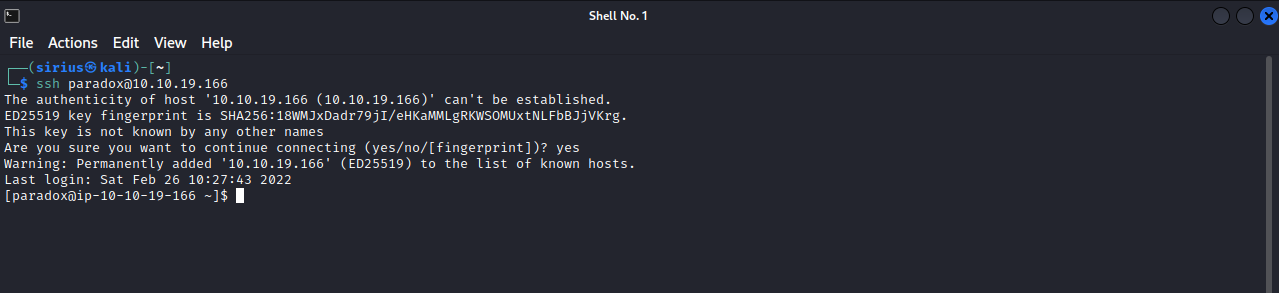 Shell No. 1
File Actions Edit View Help
┌──(sirius㉿kali)-[~]
└─$ ssh paradox@10.10.19.166
The authenticity of host '10.10.19.166 (10.10.19.166)' can't be established.
ED25519 key fingerprint is SHA256:18WMJxDadr79jI/eHKaMMLgRKWSOMUxtNLFbBJjVKrg.
This key is not known by any other names
Are you sure you want to continue connecting (yes/no/[fingerprint])? yes
Warning: Permanently added '10.10.19.166' (ED25519) to the list of known hosts.
Last login: Sat Feb 26 10:27:43 2022
[paradox@ip-10-10-19-166 ~]$